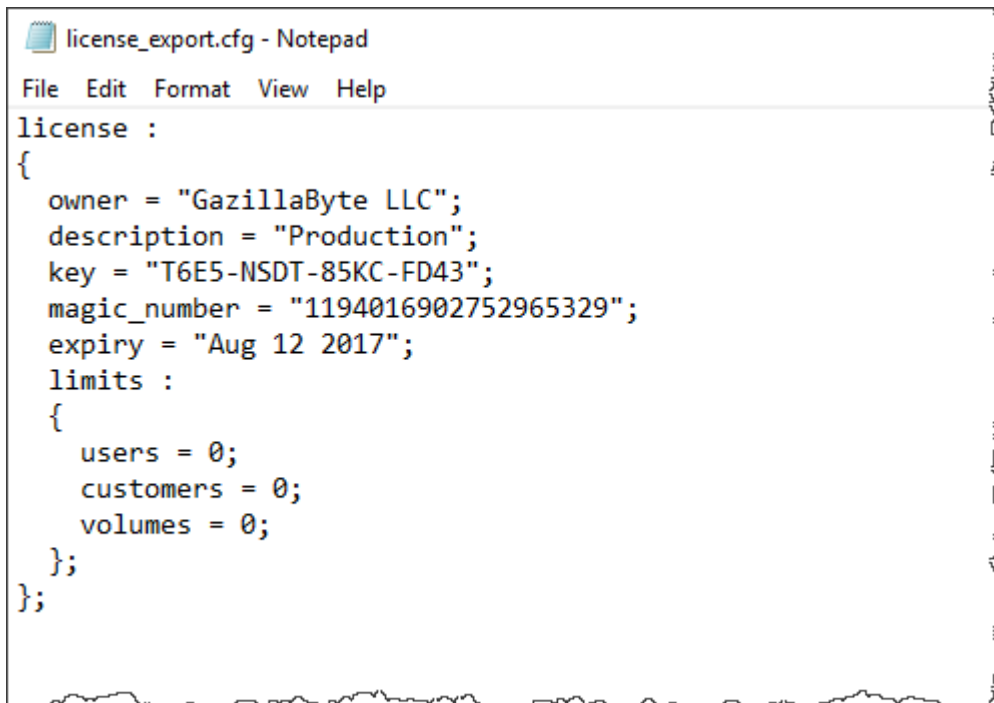 license_export.cfg - Notepad
File Edit Format View Help
license :
{
  owner = "GazillaByte LLC";
  description = "Production";
  key = "T6E5-NSDT-85KC-FD43";
  magic_number = "1194016902752965329";
  expiry = "Aug 12 2017";
  limits :
  {
    users = 0;
    customers = 0;
    volumes = 0;
  };
};